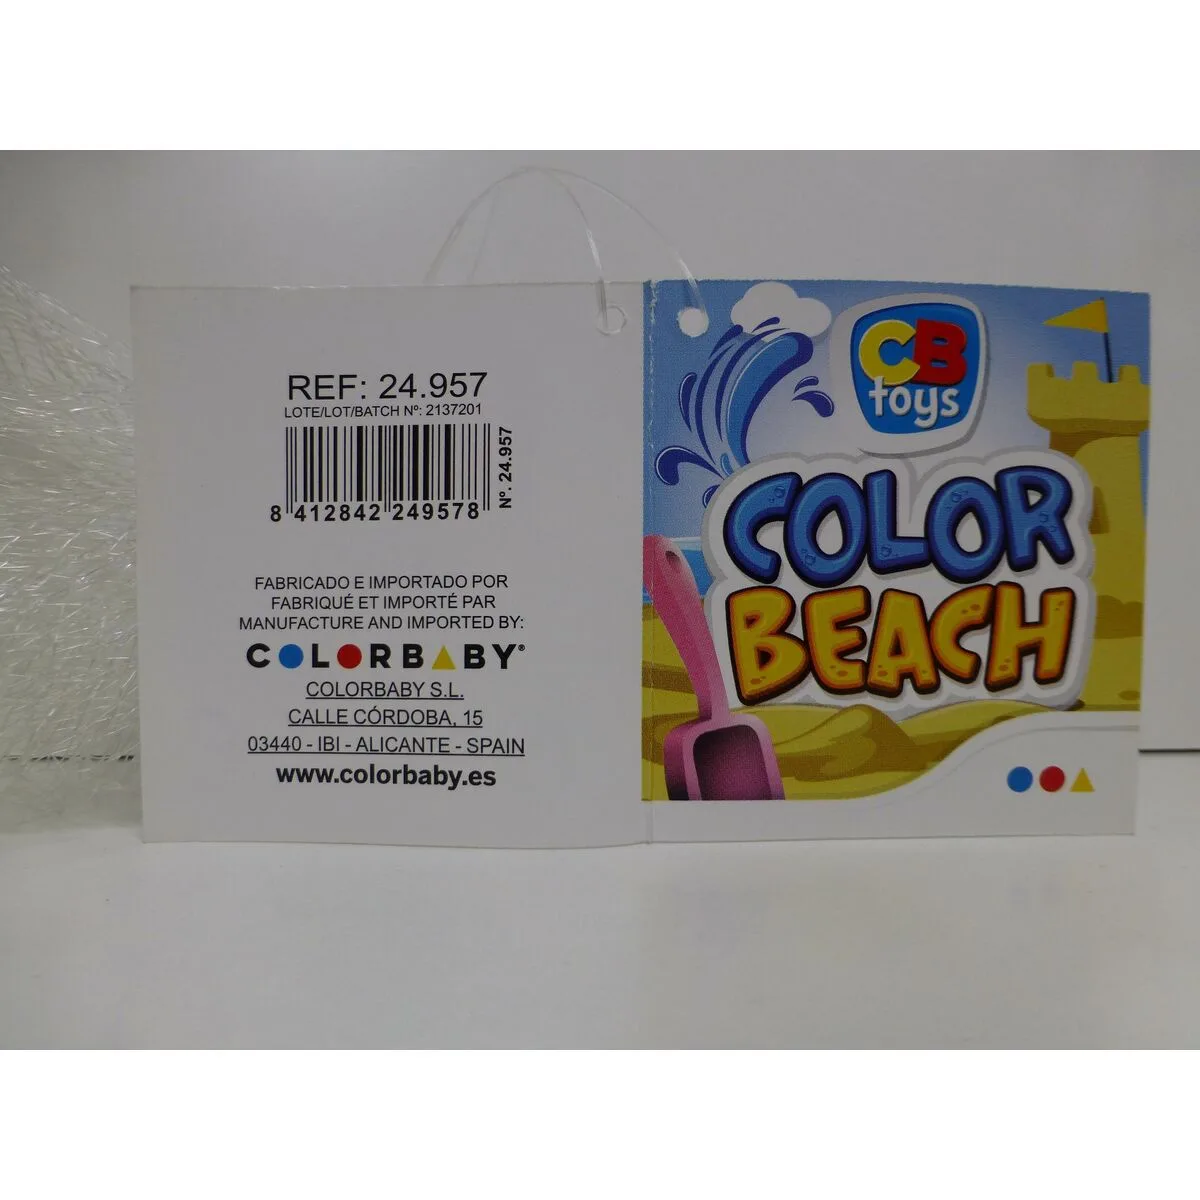 REF: 24.957
LOTE/LOT/BATCH Nº: 2137201
Nº. 24.957
8 412842 249578
FABRICADO E IMPORTADO POR
FABRIQUÉ ET IMPORTÉ PAR
MANUFACTURE AND IMPORTED BY:
COLORBABY®
COLORBABY S.L.
CALLE CÓRDOBA, 15
03440 - IBI - ALICANTE - SPAIN
www.colorbaby.es
CB
toys
COLOR
BEACH